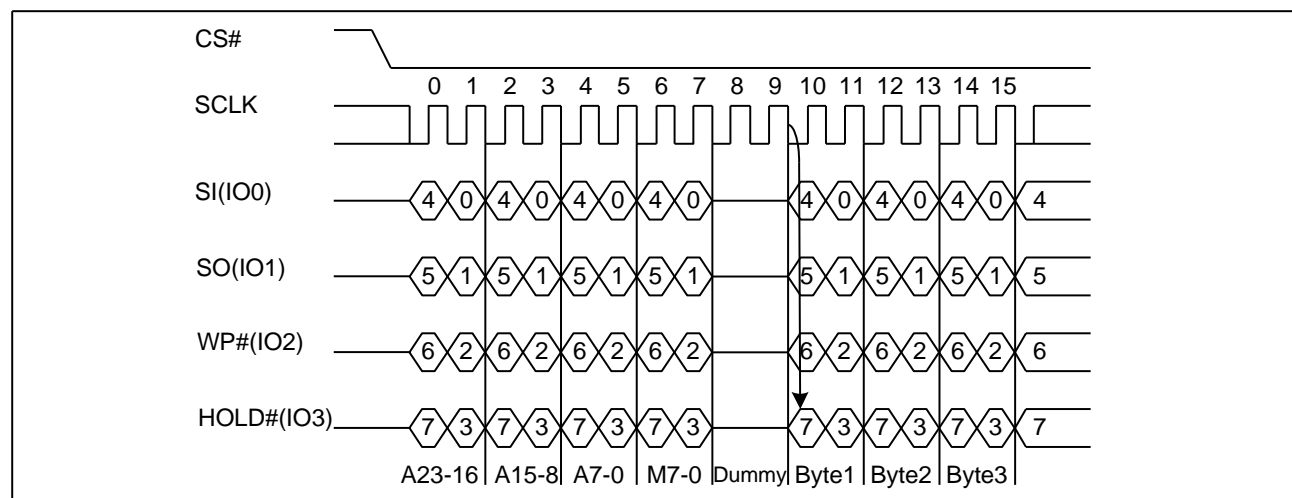 CS#
0 1 2 3 4 5 6 7 8 9 10 11 12 13 14 15
SCLK
SI(IO0) 4 0 4 0 4 0 4 0 4 0 4 0 4 0 4
SO(IO1) 5 1 5 1 5 1 5 1 5 1 5 1 5 1 5
WP#(IO2) 6 2 6 2 6 2 6 2 6 2 6 2 6 2 6
HOLD#(IO3) 7 3 7 3 7 3 7 3 7 3 7 3 7 3 7
A23-16 A15-8 A7-0 M7-0 Dummy Byte1 Byte2 Byte3